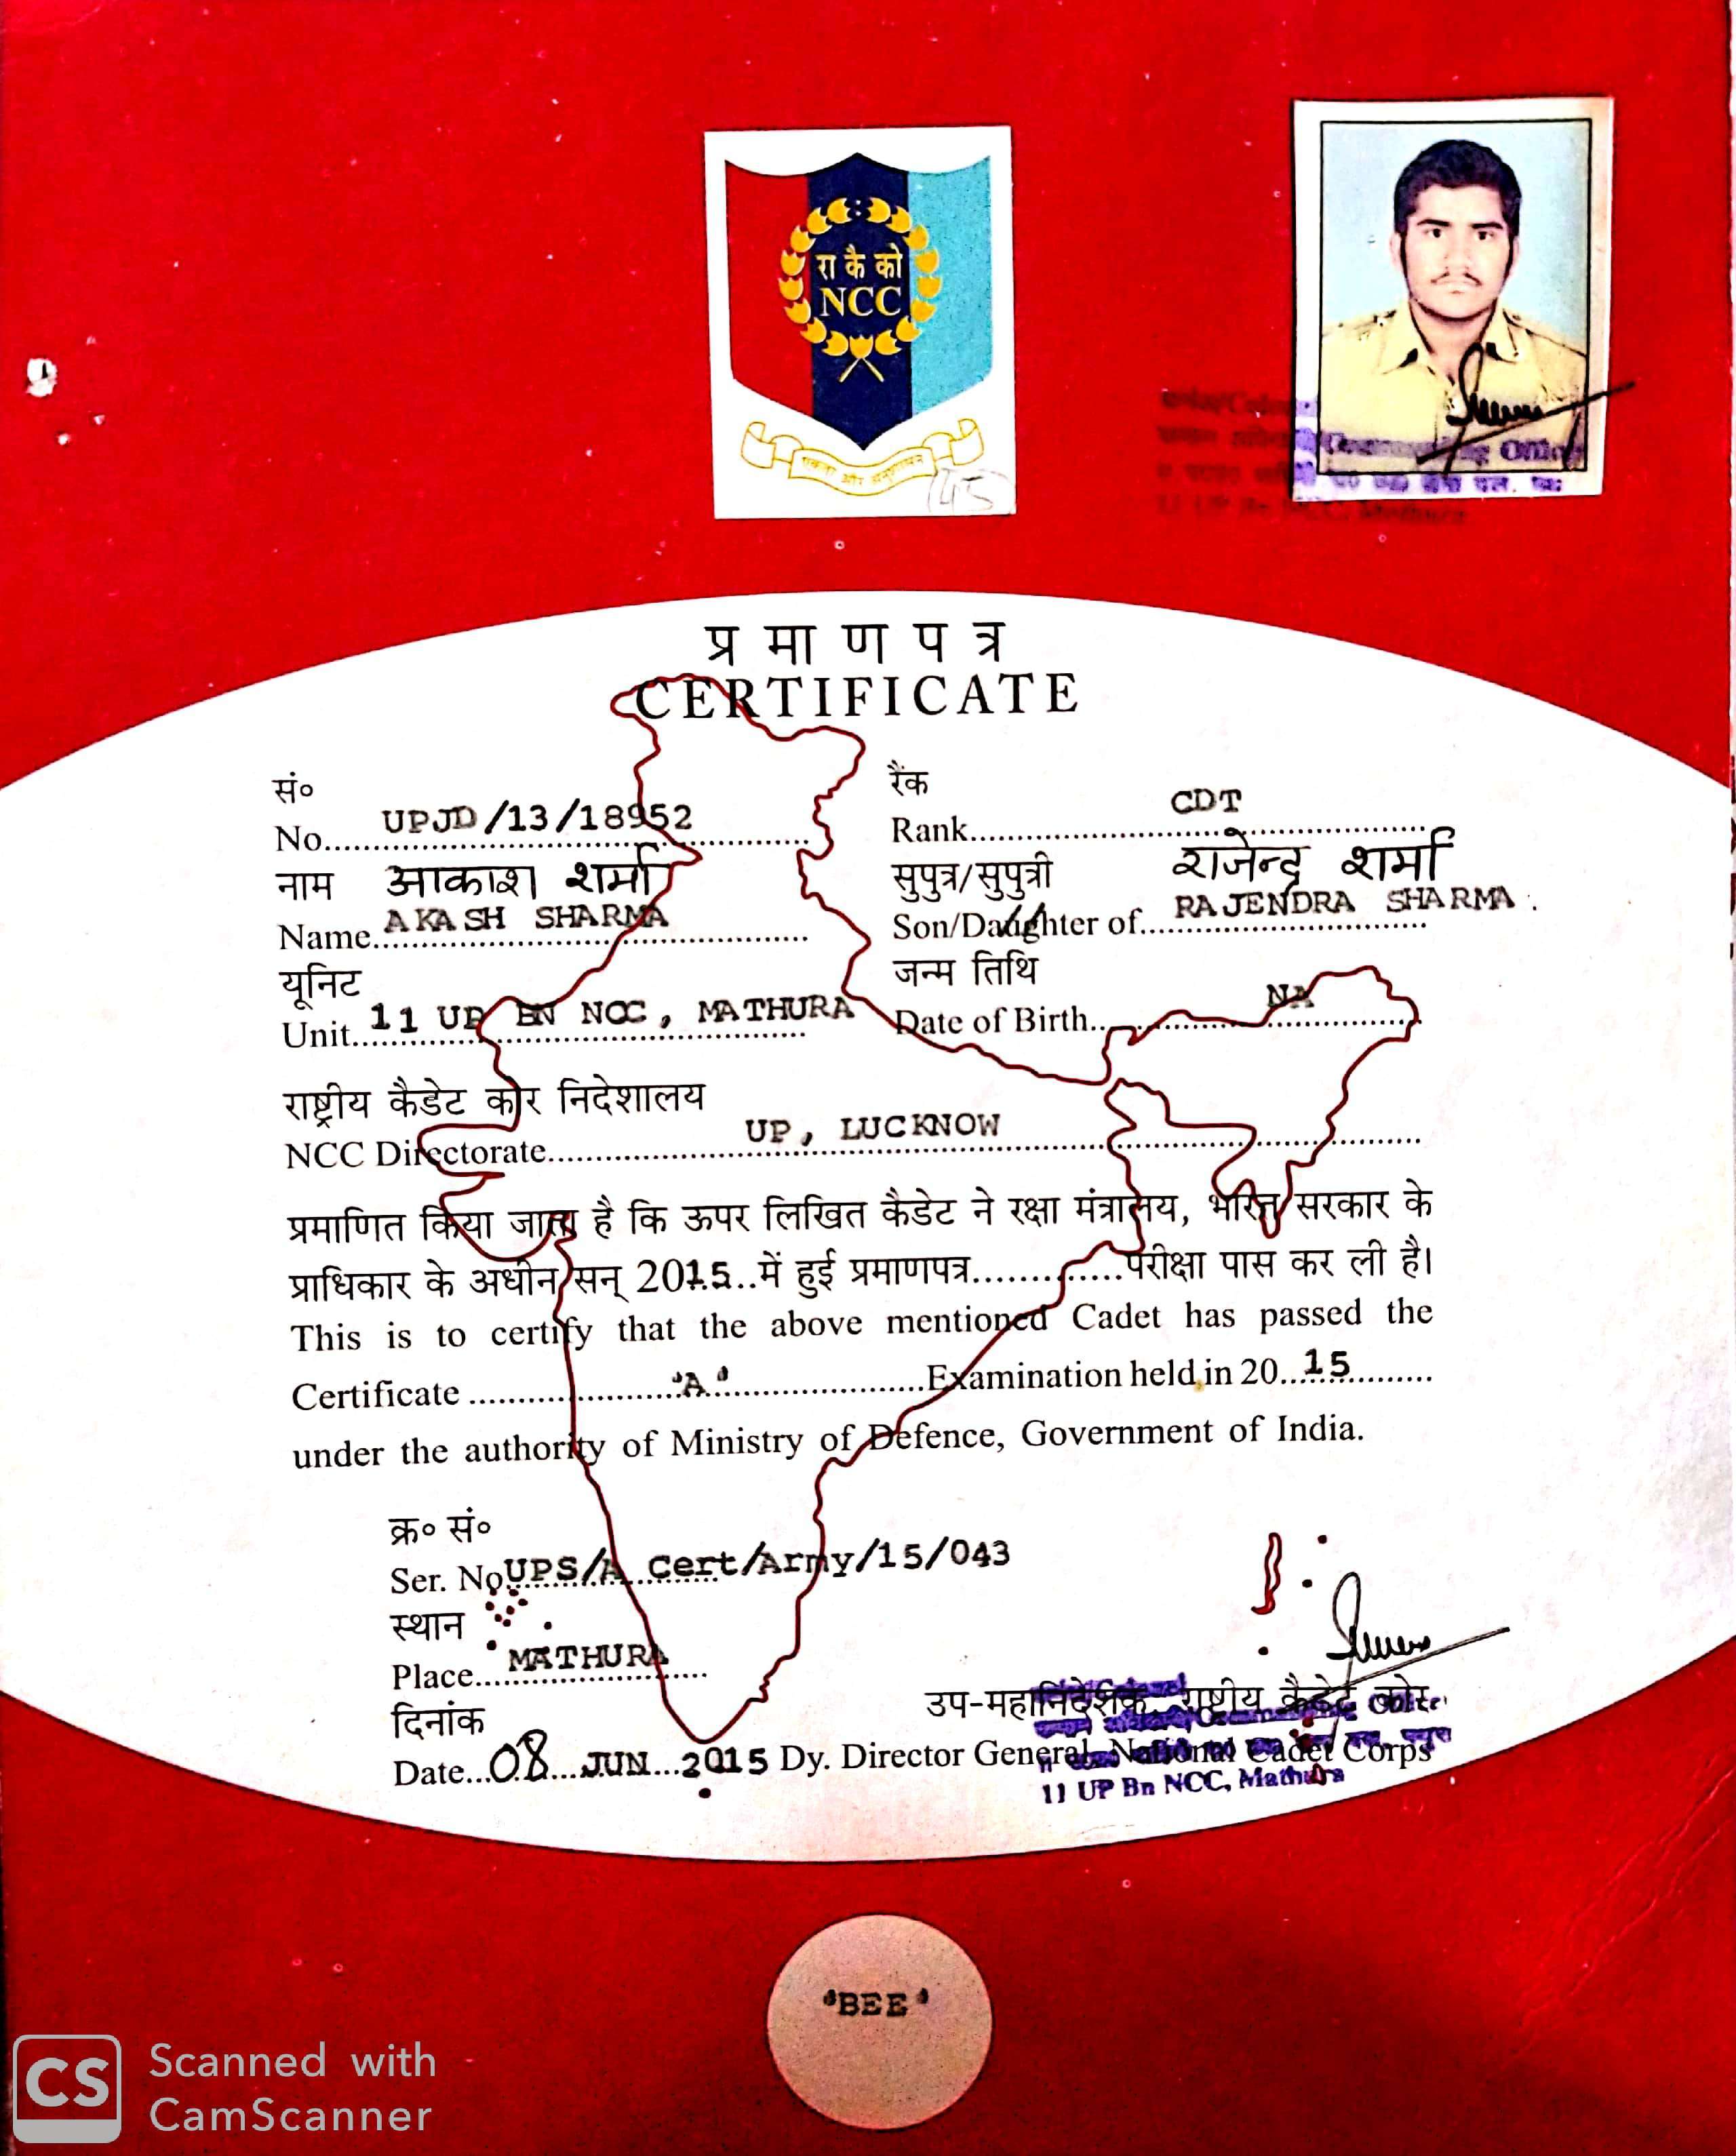 रा कै को
NCC
एकता और अनुशासन
45
Commanding Officer
11 UP Bn NCC, Mathura
प्रमाणपत्र
CERTIFICATE
सं०
No. UPJD/13/18952
रैंक
Rank CDT
नाम आकाश शर्मा
Name AKASH SHARMA
सुपुत्र/सुपुत्री राजेन्द्र शर्मा
Son/Daughter of RAJENDRA SHARMA.
यूनिट
Unit 11 UP BN NCC, MATHURA
जन्म तिथि
Date of Birth NA
राष्ट्रीय कैडेट कोर निदेशालय
NCC Directorate UP, LUCKNOW
प्रमाणित किया जाता है कि ऊपर लिखित कैडेट ने रक्षा मंत्रालय, भारत सरकार के
प्राधिकार के अधीन सन् 2015 में हुई प्रमाणपत्र.............परीक्षा पास कर ली है।
This is to certify that the above mentioned Cadet has passed the
Certificate 'A' Examination held in 20 15
under the authority of Ministry of Defence, Government of India.
क्र० सं०
Ser. No UPS/A Cert/Army/15/043
स्थान
Place MATHURA
दिनांक
Date 08 JUN 2015
उप-महानिदेशक, राष्ट्रीय कैडेट कोर
Dy. Director General, National Cadet Corps
11 UP Bn NCC, Mathura
'BEE'
CS
Scanned with
CamScanner